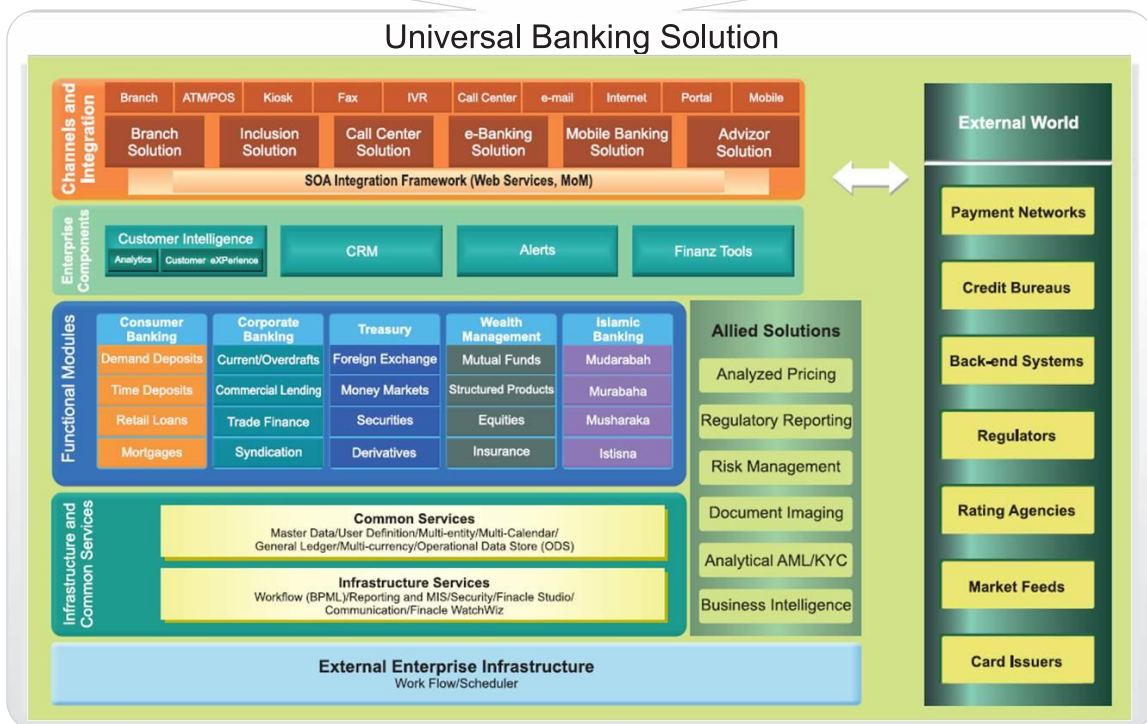 Universal Banking Solution
Channels and
Integration
Branch
ATM/POS
Kiosk
Fax
IVR
Call Center
e-mail
Internet
Portal
Mobile
Branch
Solution
Inclusion
Solution
Call Center
Solution
e-Banking
Solution
Mobile Banking
Solution
Advizor
Solution
SOA Integration Framework (Web Services, MoM)
Enterprise
Components
Customer Intelligence
Analytics
Customer eXPerience
CRM
Alerts
Finanz Tools
Functional Modules
Consumer
Banking
Demand Deposits
Time Deposits
Retail Loans
Mortgages
Corporate
Banking
Current/Overdrafts
Commercial Lending
Trade Finance
Syndication
Treasury
Foreign Exchange
Money Markets
Securities
Derivatives
Wealth
Management
Mutual Funds
Structured Products
Equities
Insurance
Islamic
Banking
Mudarabah
Murabaha
Musharaka
Istisna
Allied Solutions
Analyzed Pricing
Regulatory Reporting
Risk Management
Document Imaging
Analytical AML/KYC
Business Intelligence
Infrastructure and
Common Services
Common Services
Master Data/User Definition/Multi-entity/Multi-Calendar/
General Ledger/Multi-currency/Operational Data Store (ODS)
Infrastructure Services
Workflow (BPML)/Reporting and MIS/Security/Finacle Studio/
Communication/Finacle WatchWiz
External Enterprise Infrastructure
Work Flow/Scheduler
External World
Payment Networks
Credit Bureaus
Back-end Systems
Regulators
Rating Agencies
Market Feeds
Card Issuers